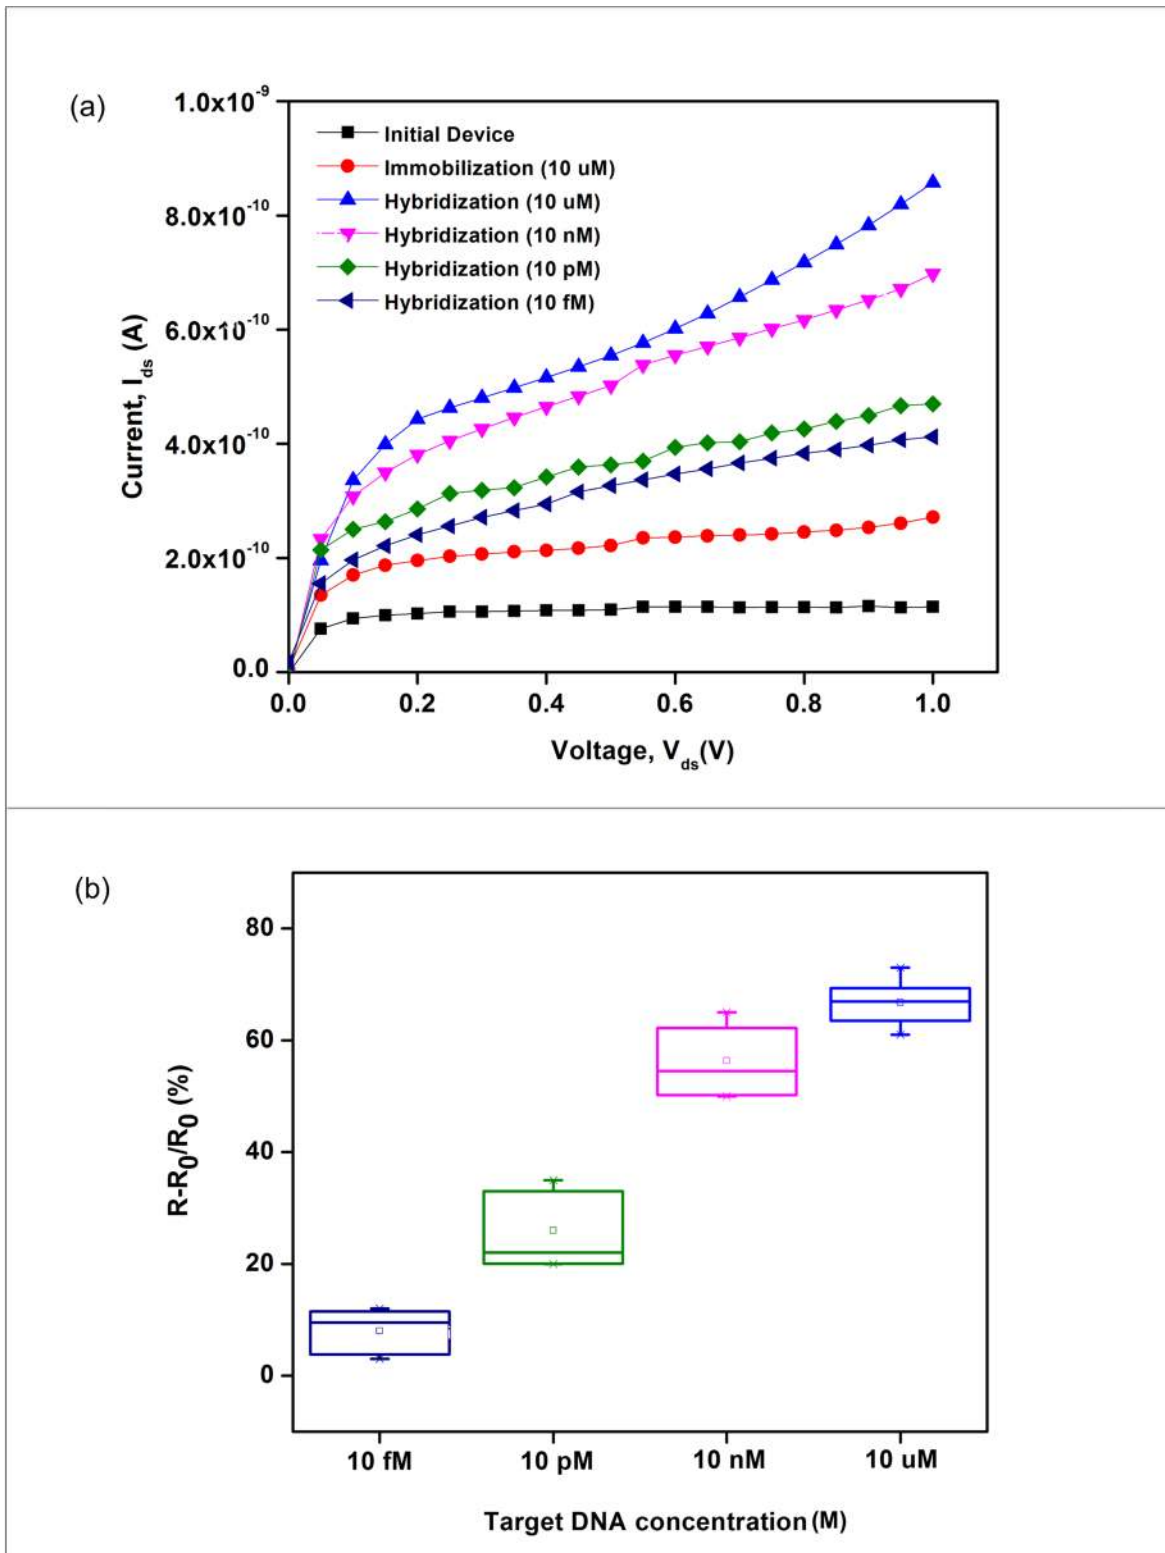 (a)
1.0x10⁻⁹
8.0x10⁻¹⁰
6.0x10⁻¹⁰
4.0x10⁻¹⁰
2.0x10⁻¹⁰
0.0
Current, I_ds (A)
Initial Device
Immobilization (10 uM)
Hybridization (10 uM)
Hybridization (10 nM)
Hybridization (10 pM)
Hybridization (10 fM)
0.0 0.2 0.4 0.6 0.8 1.0
Voltage, V_ds(V)
(b)
80
60
40
20
0
R-R₀/R₀ (%)
10 fM 10 pM 10 nM 10 uM
Target DNA concentration (M)